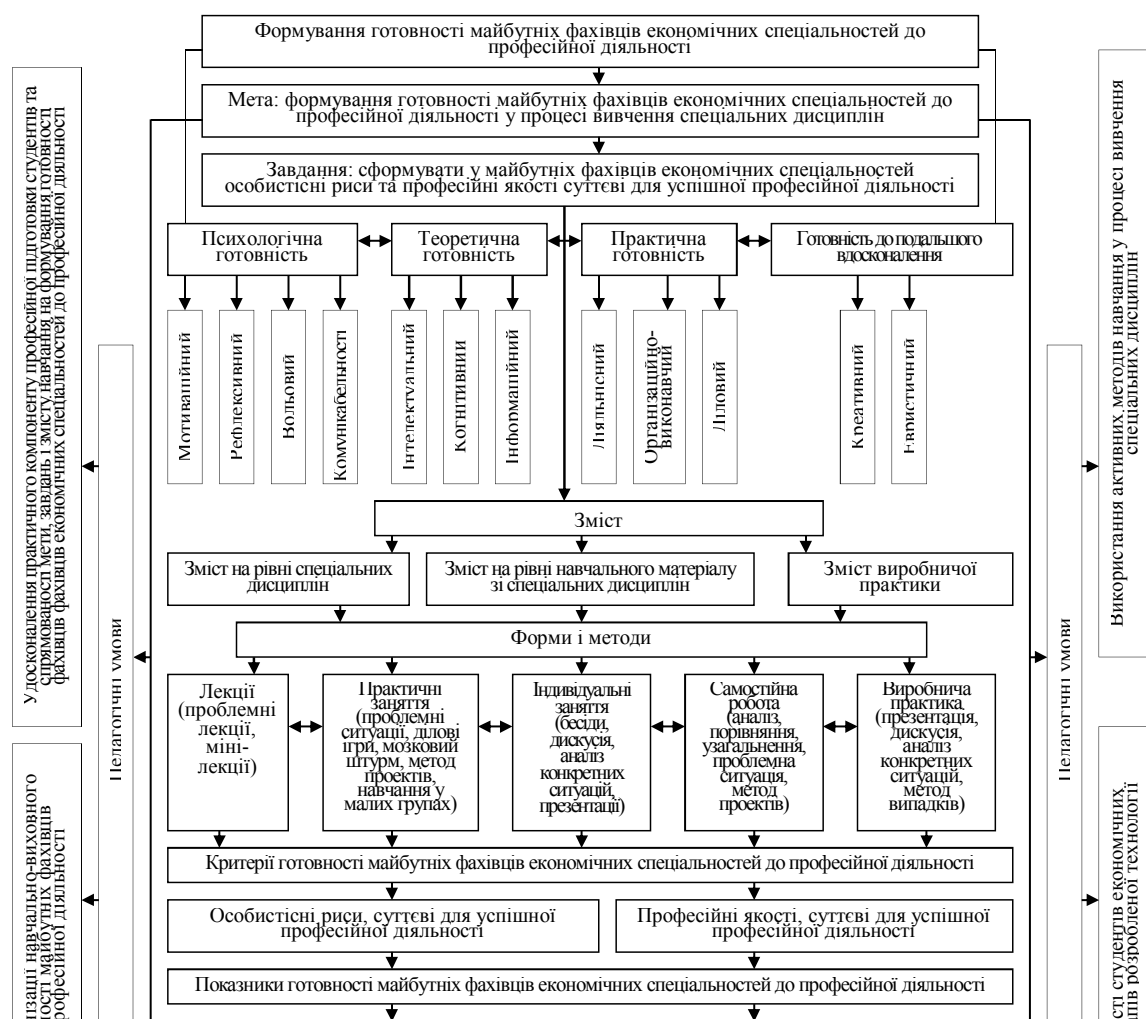 Формування готовності майбутніх фахівців економічних спеціальностей до
професійної діяльності
Мета: формування готовності майбутніх фахівців економічних спеціальностей до
професійної діяльності у процесі вивчення спеціальних дисциплін
Завдання: сформувати у майбутніх фахівців економічних спеціальностей
особистісні риси та професійні якості суттєві для успішної професійної діяльності
Психологічна
готовність
Теоретична
готовність
Практична
готовність
Готовність до подальшого
вдосконалення
Мотиваційний
Рефлексивний
Вольовий
Комунікабельності
Інтелектуальний
Когнітивний
Інформаційний
Діяльнісний
Організаційно-
виконавчий
Діловий
Креативний
Евристичний
Зміст
Зміст на рівні спеціальних
дисциплін
Зміст на рівні навчального матеріалу
зі спеціальних дисциплін
Зміст виробничої
практики
Форми і методи
Лекції
(проблемні
лекції,
міні-
лекції)
Практичні
заняття
(проблемні
ситуації, ділові
ігри, мозковий
штурм, метод
проектів,
навчання у
малих групах)
Індивідуальні
заняття
(бесіди,
дискусія,
аналіз
конкретних
ситуацій,
презентації)
Самостійна
робота
(аналіз,
порівняння,
узагальнення,
проблемна
ситуація,
метод
проектів)
Виробнича
практика
(презентація,
дискусія,
аналіз
конкретних
ситуацій,
метод
випадків)
Критерії готовності майбутніх фахівців економічних спеціальностей до професійної діяльності
Особистісні риси, суттєві для успішної
професійної діяльності
Професійні якості, суттєві для успішної
професійної діяльності
Показники готовності майбутніх фахівців економічних спеціальностей до професійної діяльності
Удосконалення практичного компоненту професійної підготовки студентів та
спрямованості мети, завдань і змісту навчання на формування готовності
фахівців фахівців економічних спеціальностей до професійної діяльності
Педагогічні умови
навчально-виховного
майбутніх фахівців
діяльності
Педагогічні умови
Використання активних методів навчання у процесі вивчення
спеціальних дисциплін
студентів економічних
розробленої технології